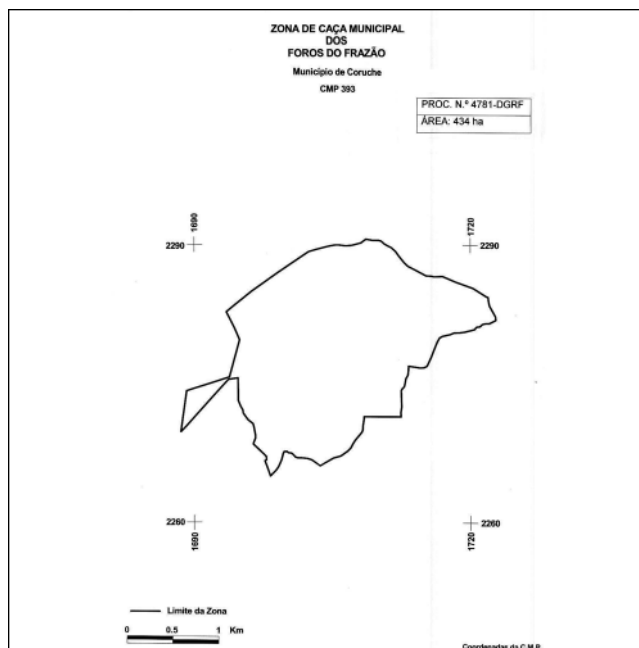 ZONA DE CAÇA MUNICIPAL
DOS
FOROS DO FRAZÃO
Município de Coruche
CMP 393
PROC. N.º 4781-DGRF
ÁREA: 434 ha
1690
1720
2290
2290
2260
2260
1690
1720
Limite da Zona
0 0.5 1 Km
Coordenadas da C.M.P.